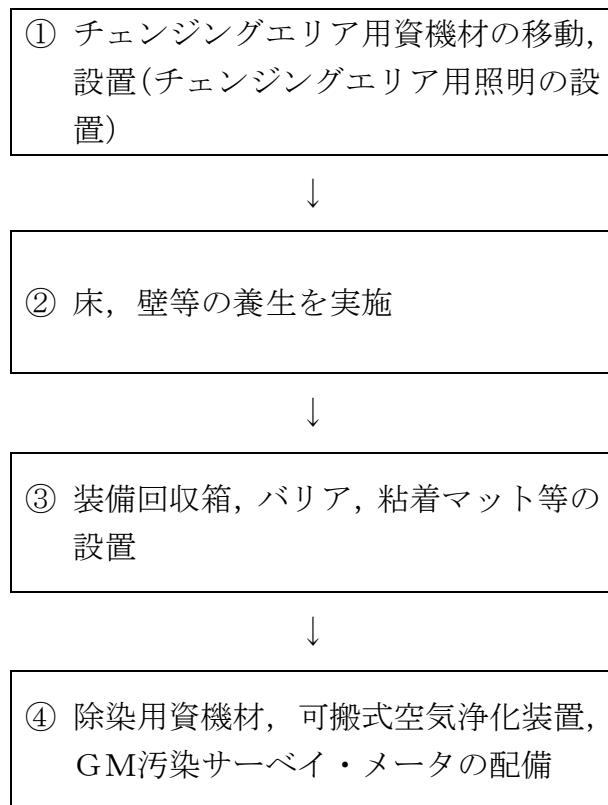 ① チェンジングエリア用資機材の移動,
設置(チェンジングエリア用照明の設
置)
↓
② 床，壁等の養生を実施
↓
③ 装備回収箱, バリア, 粘着マット等の
設置
↓
④ 除染用資機材，可搬式空気浄化装置,
ＧＭ汚染サーベイ・メータの配備